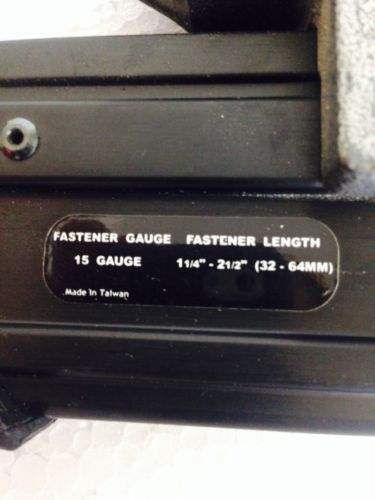 FASTENER GAUGE FASTENER LENGTH
15 GAUGE 11/4" - 21/2" (32 - 64MM)
Made in Taiwan